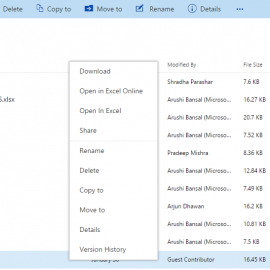 Delete Copy to Move to Rename Details ...
Modified By File Size
Download
Shradha Parashar 7.6 KB
Open in Excel Online
.xlsx Arushi Bansal (Microso... 16.27 KB
Open In Excel
Arushi Bansal (Microso... 20.7 KB
Share
Arushi Bansal (Microso... 7.52 KB
Rename
Pradeep Mishra 8.36 KB
Delete
Arushi Bansal (Microso... 12.84 KB
Copy to
Arushi Bansal (Microso... 7.49 KB
Move to
Arjun Dhawan 16.2 KB
Details
Arushi Bansal (Microso... 10.81 KB
Version History
Arushi Bansal (Microso... 7.5 KB
January 30 Guest Contributor 16.45 KB